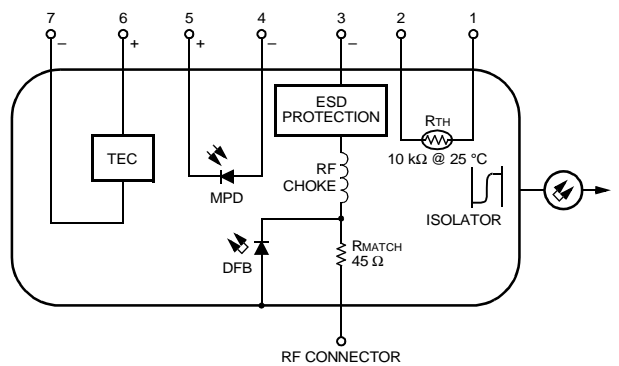 7 6 5 4 3 2 1
– + + – –
ESD
PROTECTION
RTH
10 kΩ @ 25 °C
TEC
RF
CHOKE
MPD
ISOLATOR
RMATCH
45 Ω
DFB
RF CONNECTOR